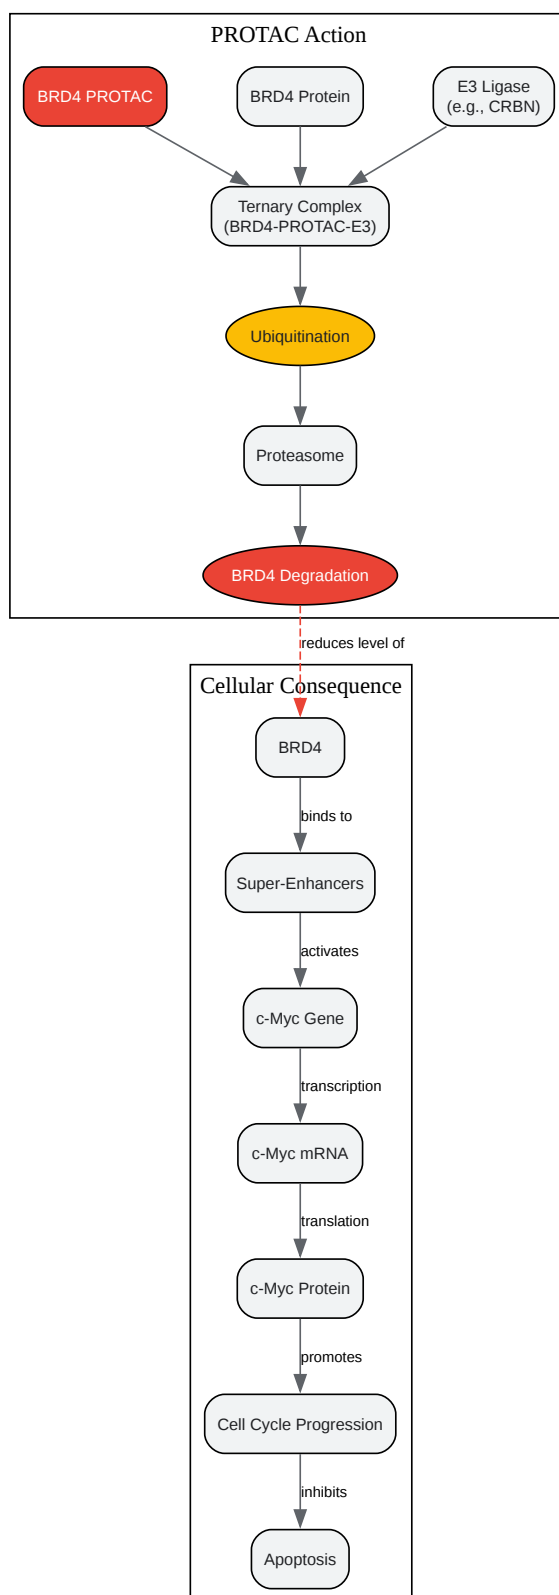 PROTAC Action
BRD4 PROTAC
BRD4 Protein
E3 Ligase
(e.g., CRBN)
Ternary Complex
(BRD4-PROTAC-E3)
Ubiquitination
Proteasome
BRD4 Degradation
reduces level of
Cellular Consequence
BRD4
binds to
Super-Enhancers
activates
c-Myc Gene
transcription
c-Myc mRNA
translation
c-Myc Protein
promotes
Cell Cycle Progression
inhibits
Apoptosis